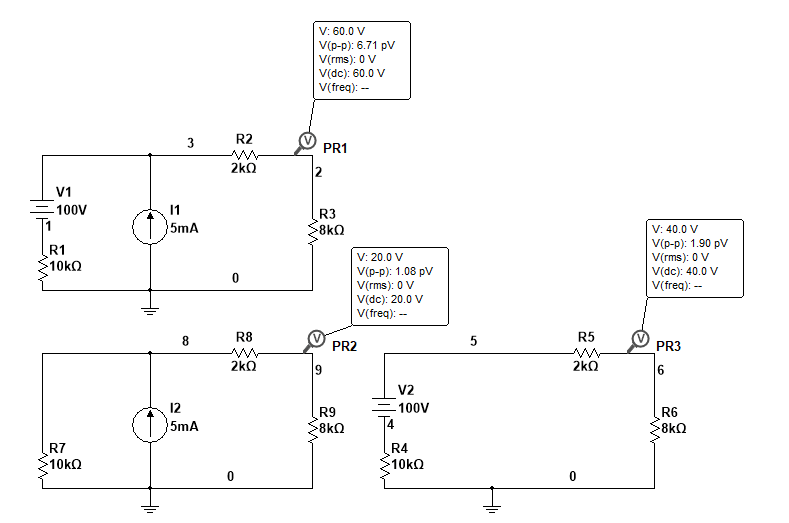 V: 60.0 V
V(p-p): 6.71 pV
V(rms): 0 V
V(dc): 60.0 V
V(freq): --
3
R2
2kΩ
PR1
2
V1
100V
1
R1
10kΩ
I1
5mA
R3
8kΩ
0
V: 20.0 V
V(p-p): 1.08 pV
V(rms): 0 V
V(dc): 20.0 V
V(freq): --
8
R8
2kΩ
PR2
9
I2
5mA
R9
8kΩ
R7
10kΩ
0
V: 40.0 V
V(p-p): 1.90 pV
V(rms): 0 V
V(dc): 40.0 V
V(freq): --
5
R5
2kΩ
PR3
6
V2
100V
4
R4
10kΩ
R6
8kΩ
0
V
V
V